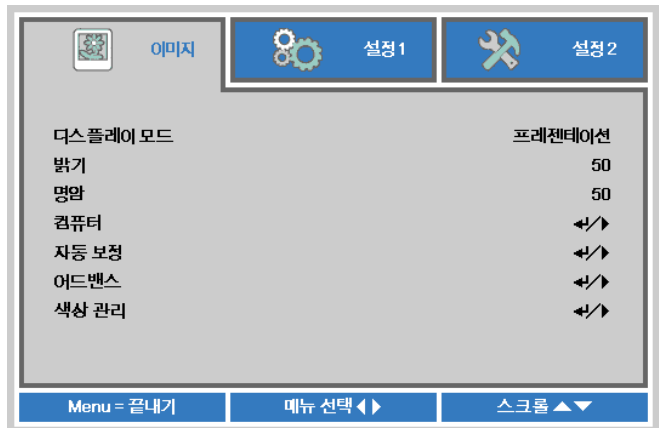 이미지 설정1 설정2
디스플레이 모드 프레젠테이션
밝기 50
명암 50
컴퓨터 ↵/▶
자동 보정 ↵/▶
어드밴스 ↵/▶
색상 관리 ↵/▶
Menu = 끝내기 메뉴 선택 ◀▶ 스크롤 ▲▼